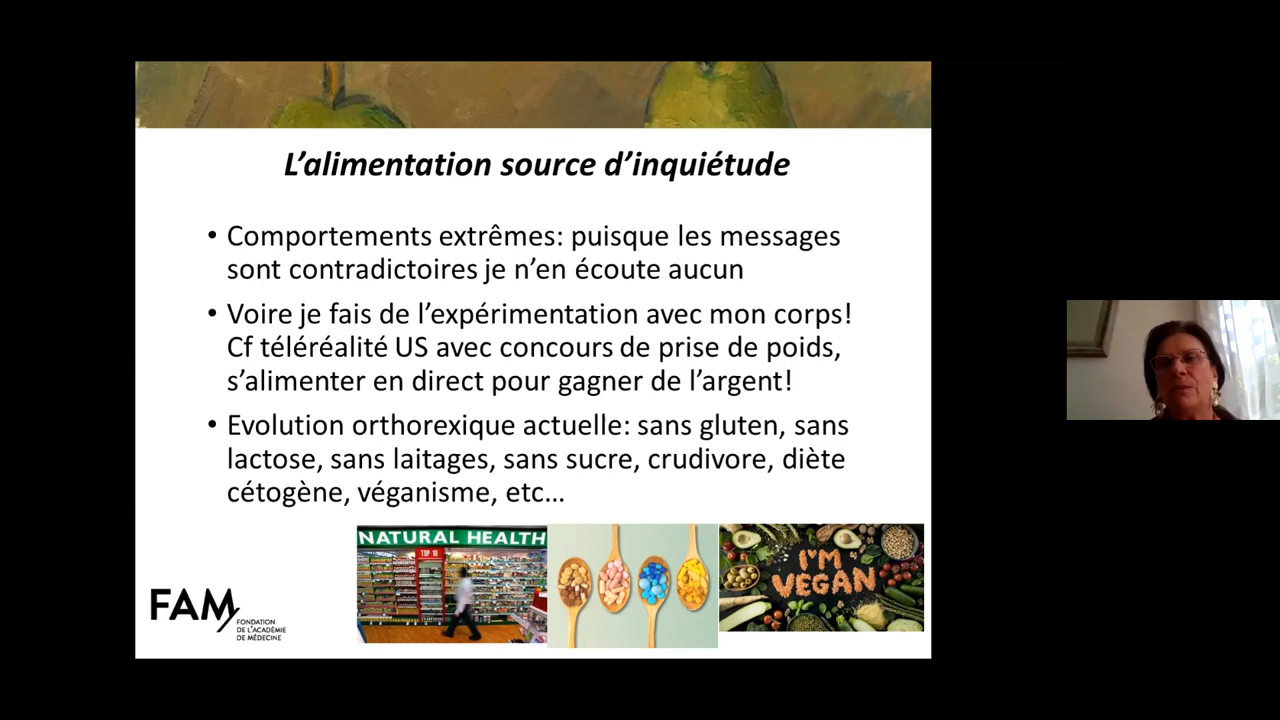 L’alimentation source d’inquiétude
• Comportements extrêmes: puisque les messages
sont contradictoires je n’en écoute aucun
• Voire je fais de l’expérimentation avec mon corps!
Cf téléréalité US avec concours de prise de poids,
s’alimenter en direct pour gagner de l’argent!
• Evolution orthorexique actuelle: sans gluten, sans
lactose, sans laitages, sans sucre, crudivore, diète
cétogène, véganisme, etc…
NATURAL HEALTH
TOP 10
I'M
VEGAN
FAM
FONDATION
DE L'ACADÉMIE
DE MÉDECINE